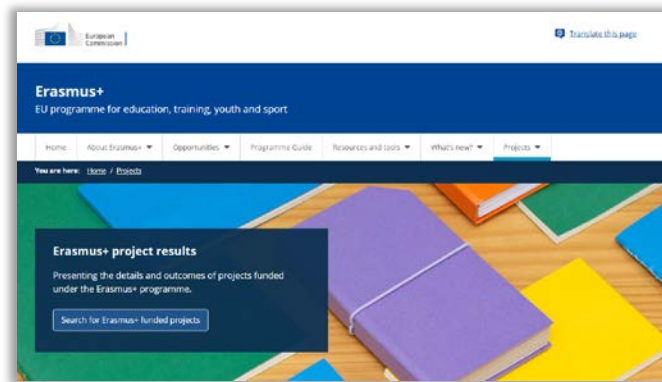 European
Commission
Translate this page
Erasmus+
EU programme for education, training, youth and sport
Home About Erasmus+ Opportunities Programme Guide Resources and tools What's new? Projects
You are here: Home / Projects
Erasmus+ project results
Presenting the details and outcomes of projects funded
under the Erasmus+ programme.
Search for Erasmus+ funded projects